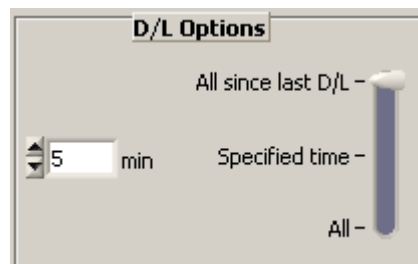 D/L Options
All since last D/L
5 min
Specified time
All